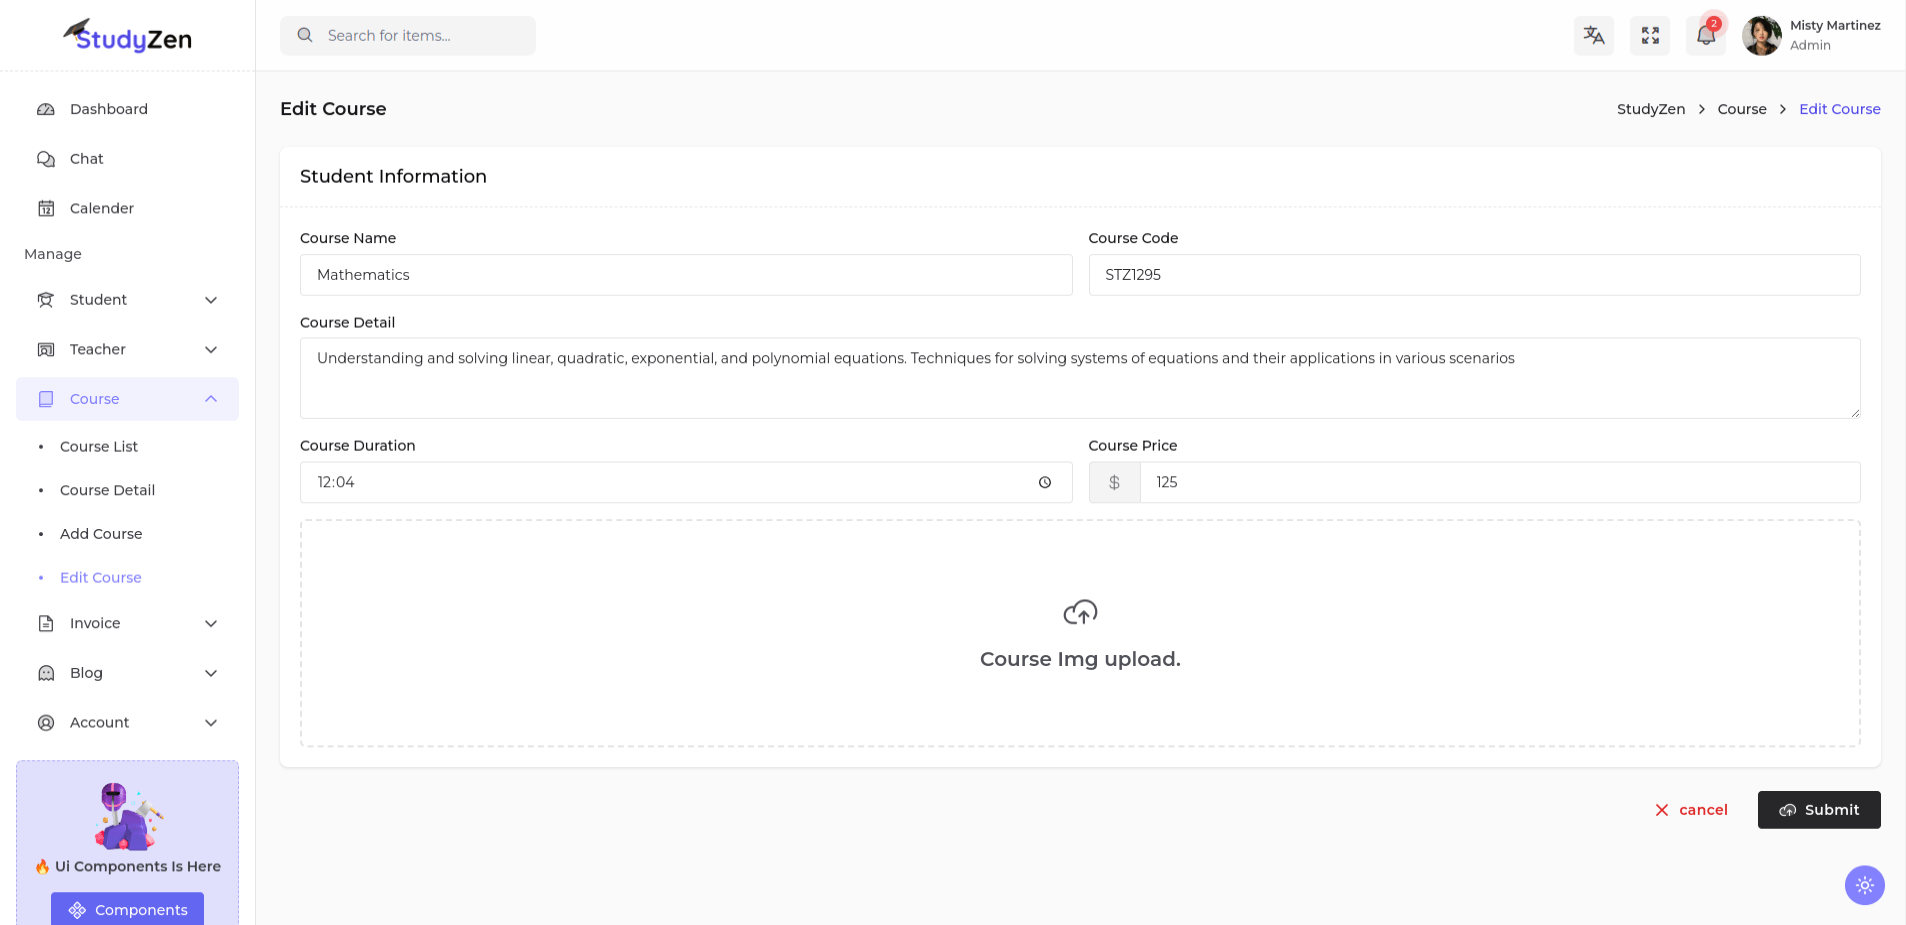 StudyZen
Search for items...
2
Misty Martinez
Admin
Dashboard
Chat
12
Calender
Manage
Student
Teacher
Course
Course List
Course Detail
Add Course
Edit Course
Invoice
Blog
Account
🔥 Ui Components Is Here
Components
Edit Course
StudyZen > Course > Edit Course
Student Information
Course Name
Mathematics
Course Code
STZ1295
Course Detail
Understanding and solving linear, quadratic, exponential, and polynomial equations. Techniques for solving systems of equations and their applications in various scenarios
Course Duration
12:04
Course Price
$ 125
Course Img upload.
cancel
Submit